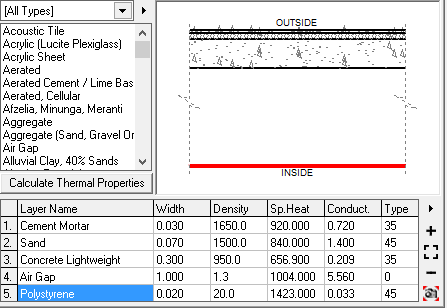 [All Types]
Acoustic Tile
Acrylic (Lucite Plexiglass)
Acrylic Sheet
Aerated
Aerated Cement / Lime Bas
Aerated, Cellular
Afzelia, Minunga, Meranti
Aggregate
Aggregate (Sand, Gravel Or
Air Gap
Alluvial Clay, 40% Sands
Calculate Thermal Properties
OUTSIDE
INSIDE
Layer Name Width Density Sp.Heat Conduct. Type
1. Cement Mortar 0.030 1650.0 920.000 0.720 35
2. Sand 0.070 1500.0 840.000 1.400 45
3. Concrete Lightweight 0.300 950.0 656.900 0.209 35
4. Air Gap 1.000 1.3 1004.000 5.560 0
5. Polystyrene 0.020 20.0 1423.000 0.033 45